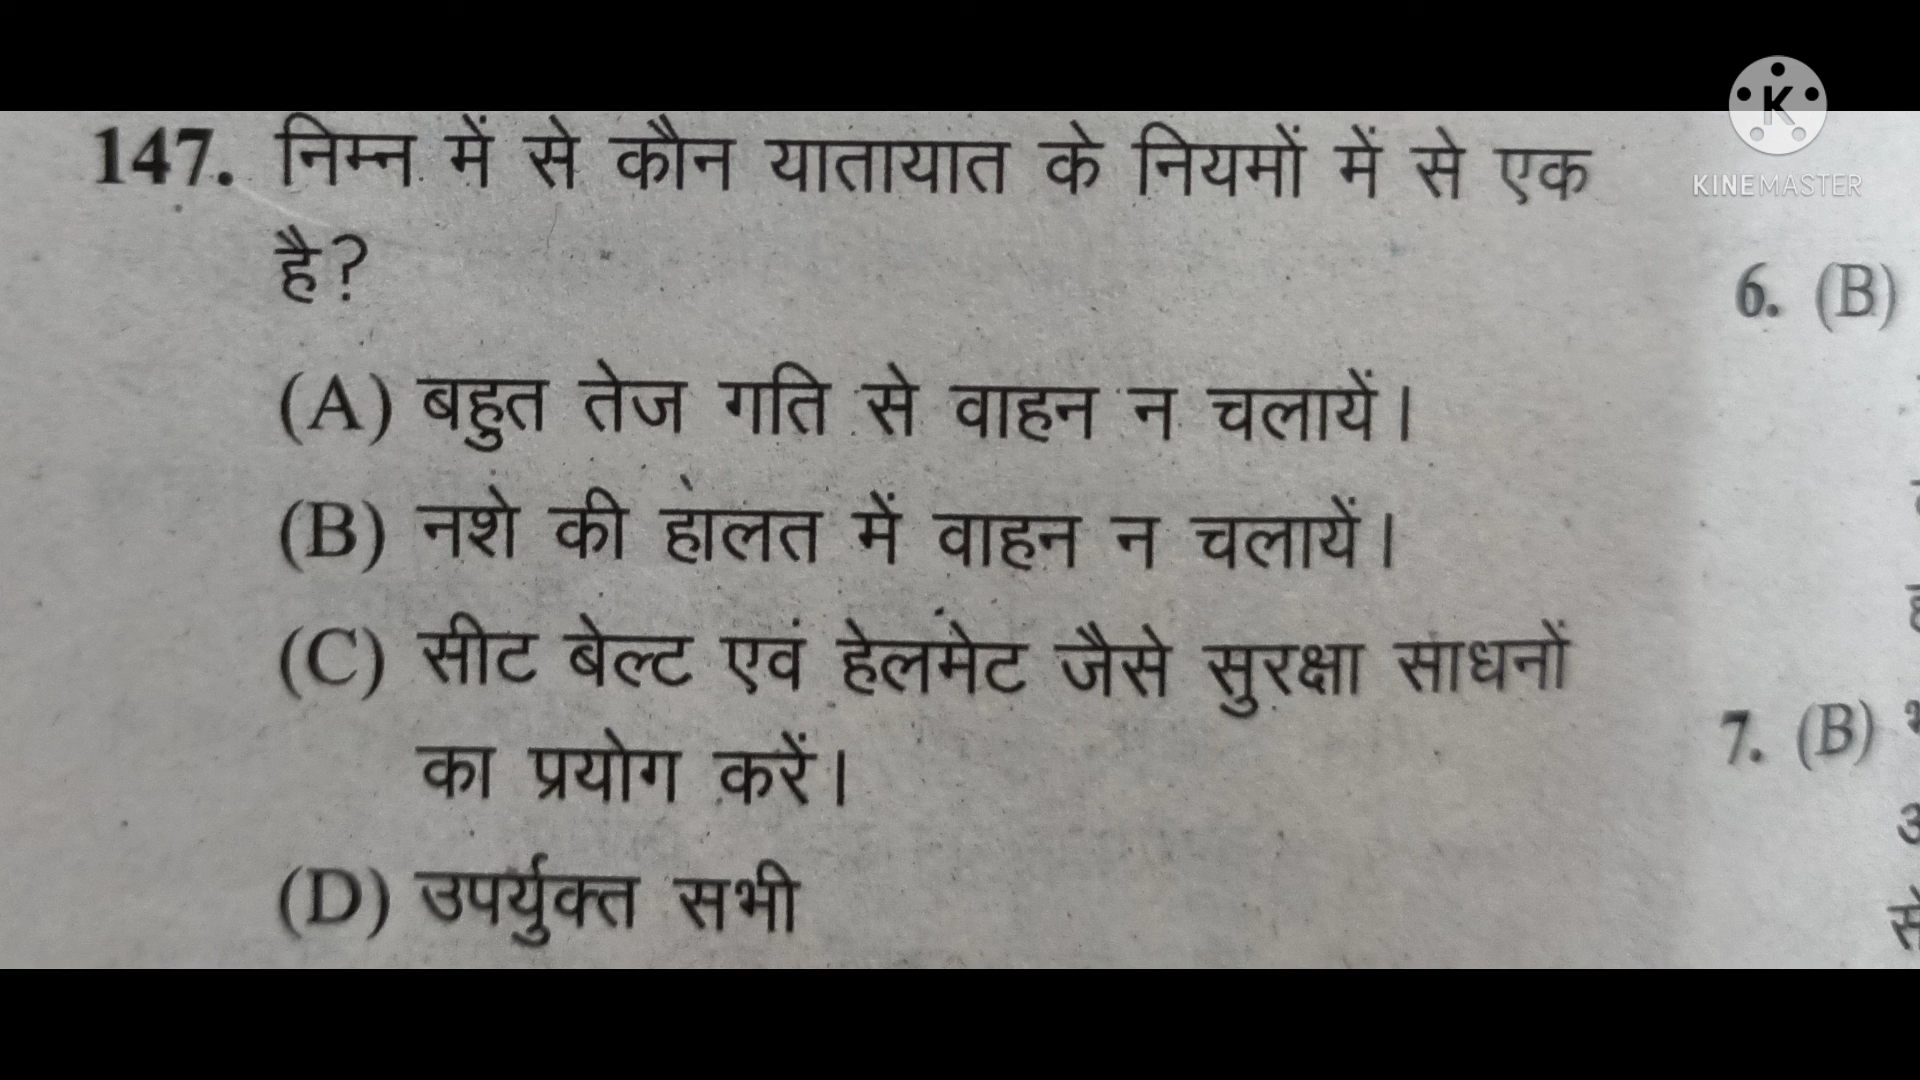 147. निम्न में से कौन यातायात के नियमों में से एक
है?
(A) बहुत तेज गति से वाहन न चलायें।
(B) नशे की हालत में वाहन न चलायें।
(C) सीट बेल्ट एवं हेलमेट जैसे सुरक्षा साधनों
का प्रयोग करें।
(D) उपर्युक्त सभी
K
KINEMASTER
6. (B)
7. (B)